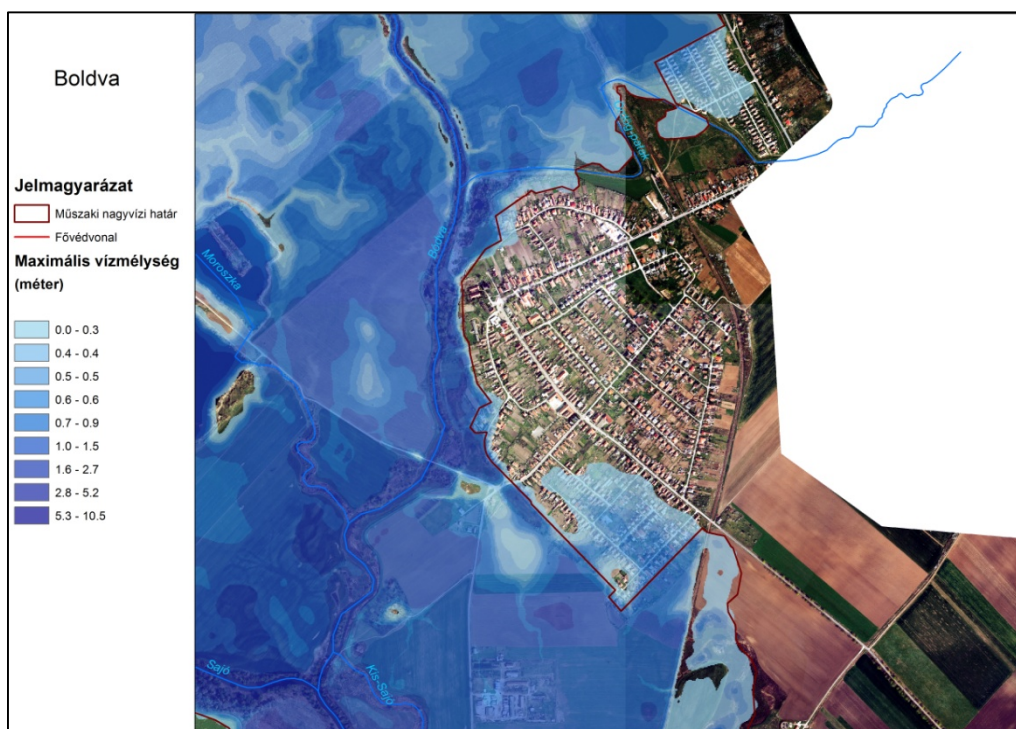 Boldva
Jelmagyarázat
Műszaki nagyvízi határ
Fővédvonal
Maximális vízmélység
(méter)
0.0 - 0.3
0.4 - 0.4
0.5 - 0.5
0.6 - 0.6
0.7 - 0.9
1.0 - 1.5
1.6 - 2.7
2.8 - 5.2
5.3 - 10.5
Moroszka
Boldva
Sajó
Kis-Sajó